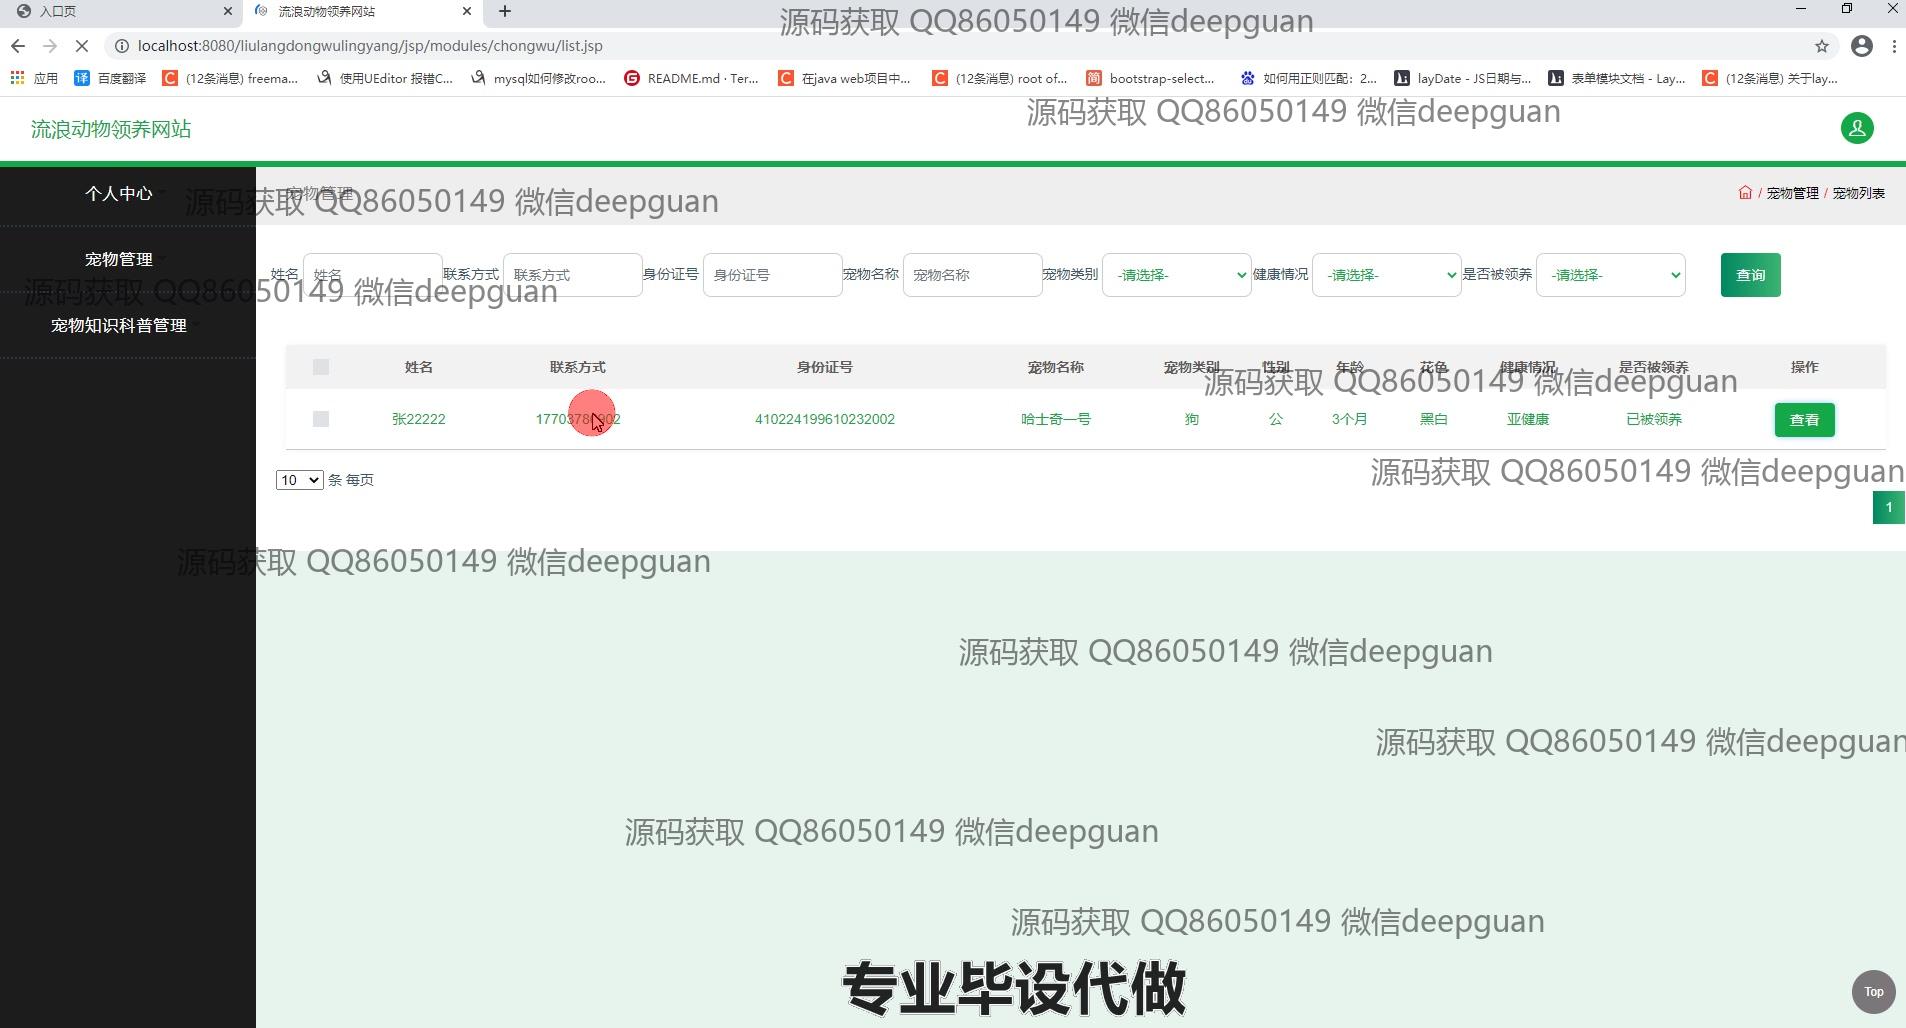 入口页
流浪动物领养网站
源码获取 QQ86050149 微信deepguan
localhost:8080/liulangdongwulingyang/jsp/modules/chongwu/list.jsp
应用 百度翻译 (12条消息) freema... 使用UEditor 报错C... mysql如何修改roo... README.md · Ter... 在java web项目中... (12条消息) root of... bootstrap-select... 如何用正则匹配：2... layDate - JS日期与... 表单模块文档 - Lay... (12条消息) 关于lay...
源码获取 QQ86050149 微信deepguan
流浪动物领养网站
个人中心
宠物管理
源码获取 QQ86050149 微信deepguan
/ 宠物管理 / 宠物列表
宠物管理
姓名 姓名 联系方式 联系方式 身份证号 身份证号 宠物名称 宠物名称 宠物类别 -请选择- 健康情况 -请选择- 是否被领养 -请选择- 查询
源码获取 QQ86050149 微信deepguan
宠物知识科普管理
姓名 联系方式 身份证号 宠物名称 宠物类别 性别 年龄 花色 健康情况 是否被领养 操作
源码获取 QQ86050149 微信deepguan
张22222 410224199610232002 哈士奇一号 狗 公 3个月 黑白 亚健康 已被领养 查看
10 条 每页
源码获取 QQ86050149 微信deepguan
1
源码获取 QQ86050149 微信deepguan
源码获取 QQ86050149 微信deepguan
源码获取 QQ86050149 微信deepguan
源码获取 QQ86050149 微信deepguan
源码获取 QQ86050149 微信deepguan
专业毕设代做
Top